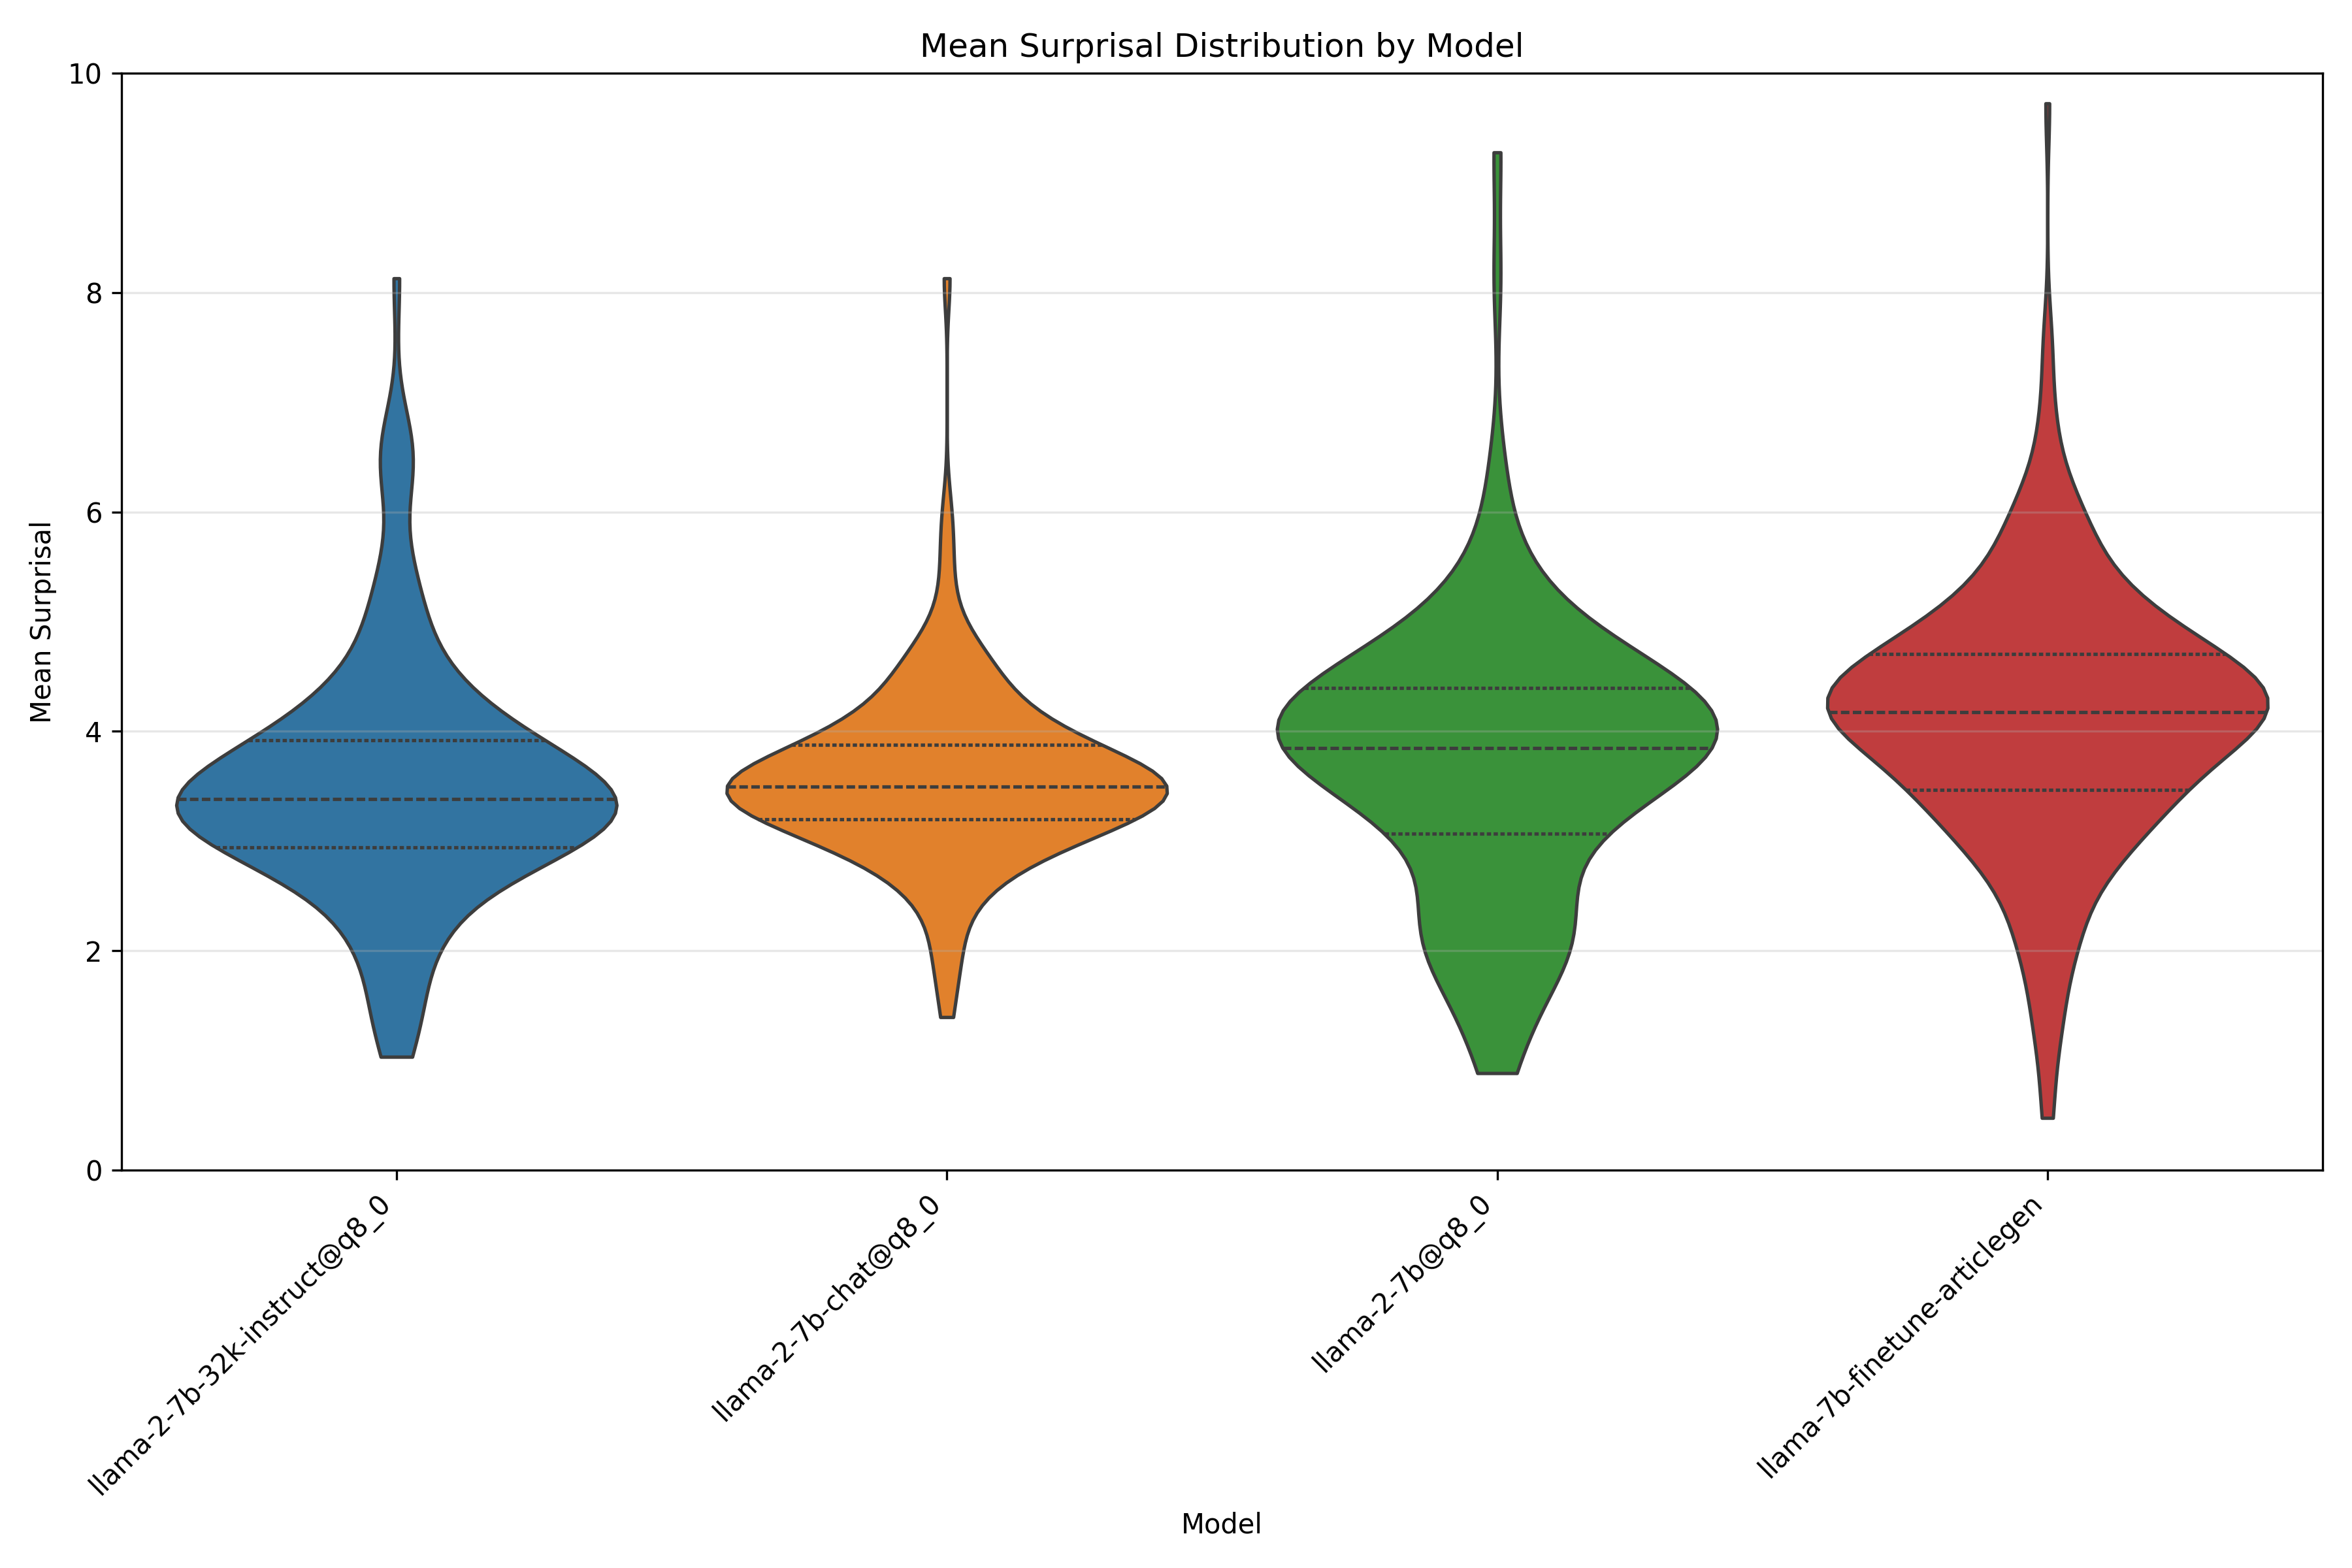 Mean Surprisal Distribution by Model
10
8
6
4
2
0
Mean Surprisal
llama-2-7b-32k-instruct@q8_0
llama-2-7b-chat@q8_0
llama-2-7b@q8_0
llama-7b-finetune-articlegen
Model